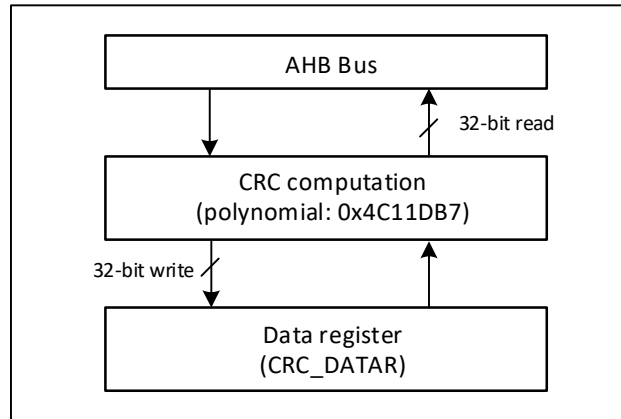 AHB Bus
32-bit read
CRC computation
(polynomial: 0x4C11DB7)
32-bit write
Data register
(CRC_DATAR)